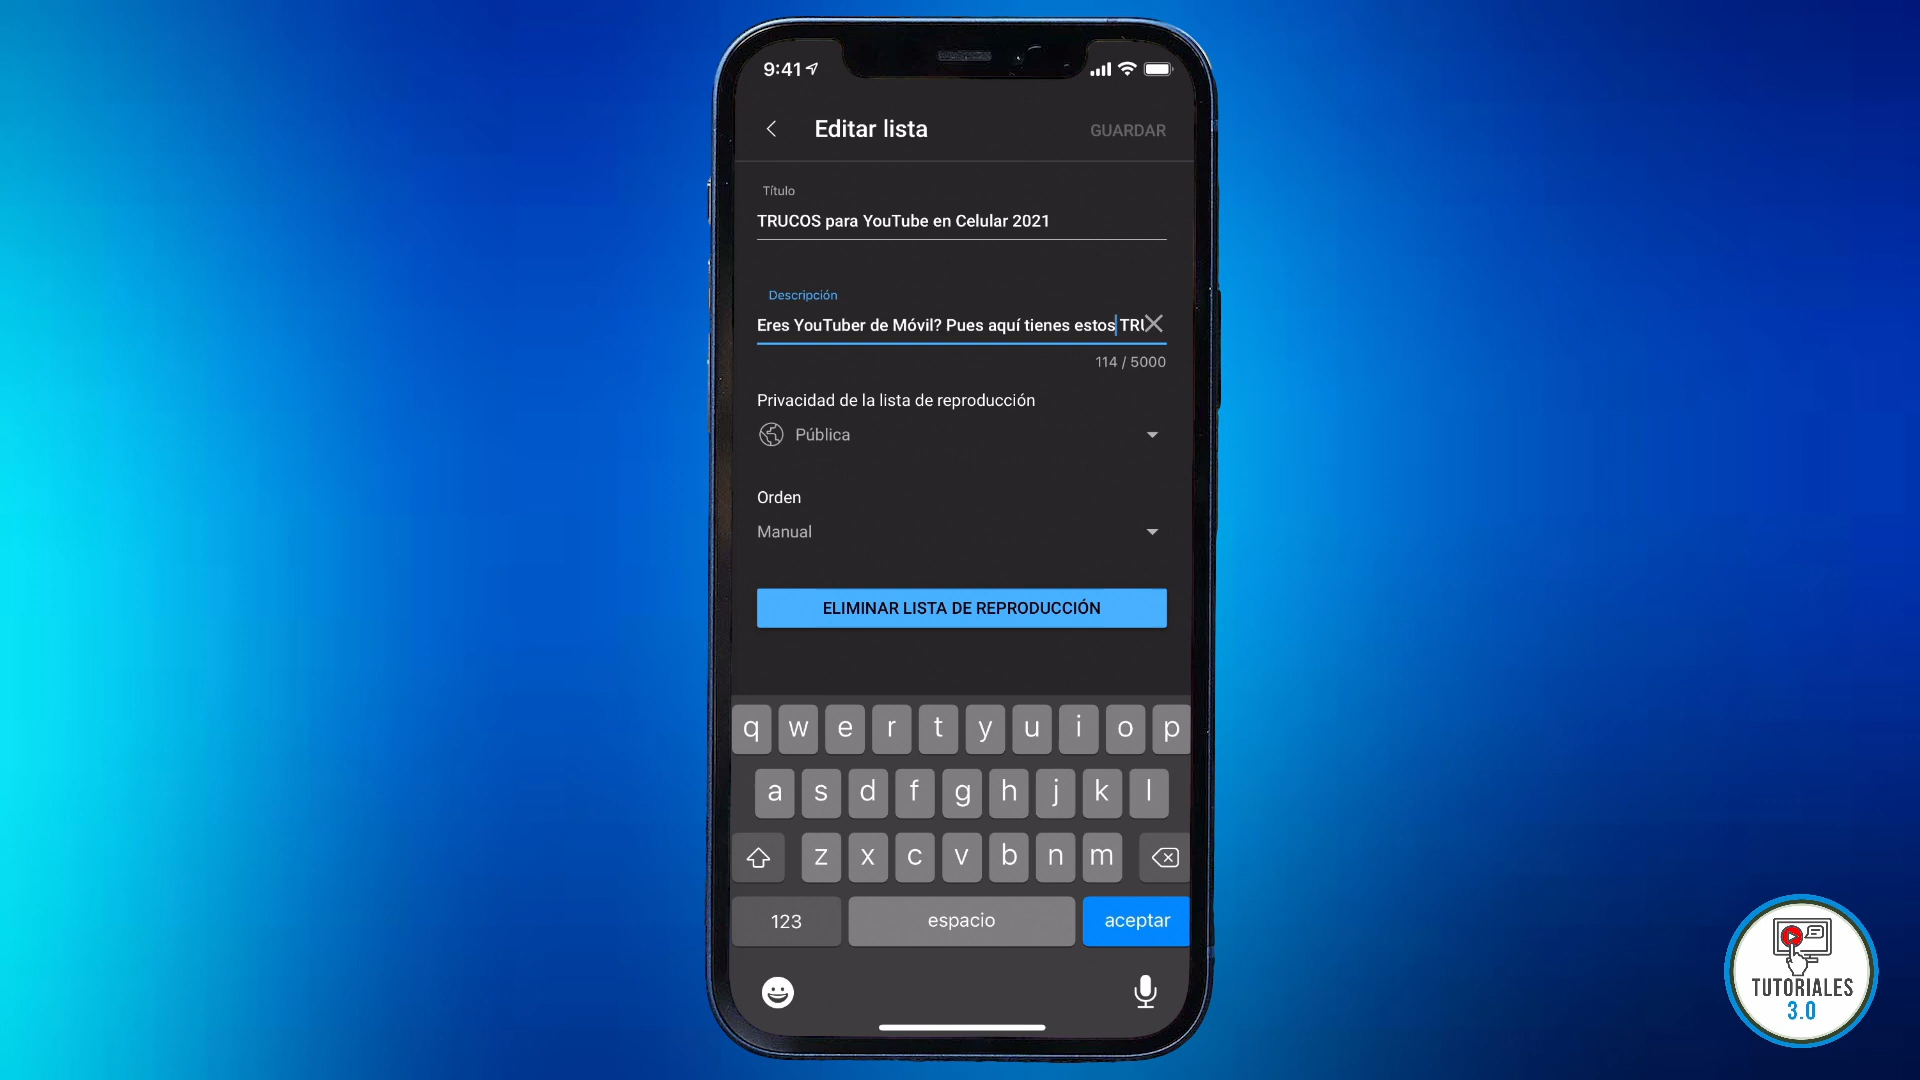 9:41
Editar lista
GUARDAR
Título
TRUCOS para YouTube en Celular 2021
Descripción
Eres YouTuber de Móvil? Pues aquí tienes estos TRU
114 / 5000
Privacidad de la lista de reproducción
Pública
Orden
Manual
ELIMINAR LISTA DE REPRODUCCIÓN
q w e r t y u i o p
a s d f g h j k l
z x c v b n m
123 espacio aceptar
TUTORIALES
3.0